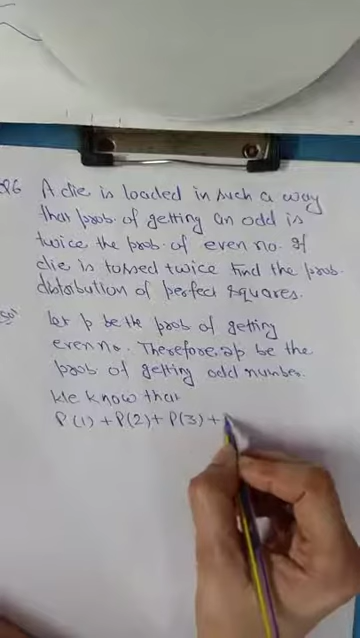 Q6 A die is loaded in such a way
that prob. of getting an odd is
twice the prob. of even no. If
die is tossed twice find the prob.
distribution of perfect squares.
Sol' let p be the prob of getting
even no. Therefore, 2p be the
prob of getting odd number.
We know that
P(1) + P(2) + P(3) +